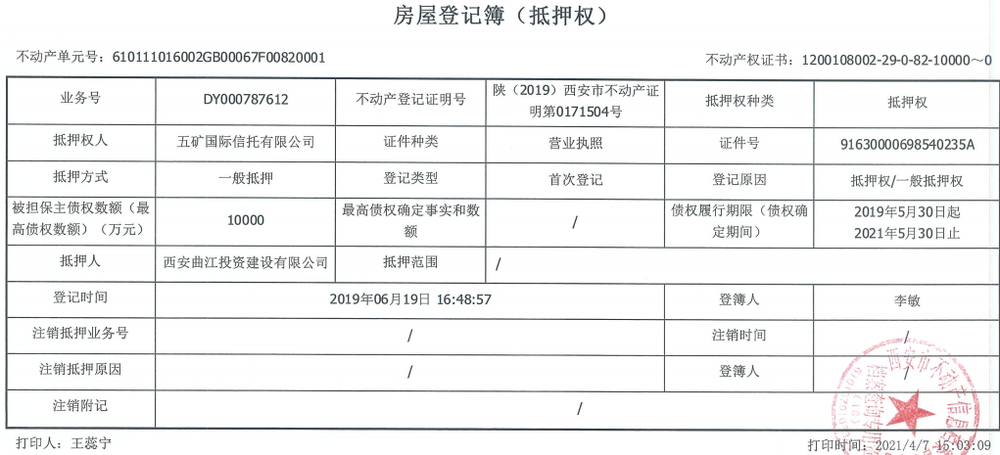 房屋登记簿（抵押权）
不动产单元号：610111016002GB00067F00820001
不动产权证书：1200108002-29-0-82-10000～0
业务号 DY000787612 不动产登记证明号 陕（2019）西安市不动产证明第0171504号 抵押权种类 抵押权
抵押权人 五矿国际信托有限公司 证件种类 营业执照 证件号 91630000698540235A
抵押方式 一般抵押 登记类型 首次登记 登记原因 抵押权/一般抵押权
被担保主债权数额（最高债权数额）（万元） 10000 最高债权确定事实和数额 / 债权履行期限（债权确定期间） 2019年5月30日起 2021年5月30日止
抵押人 西安曲江投资建设有限公司 抵押范围 /
登记时间 2019年06月19日 16:48:57 登簿人 李敏
注销抵押业务号 / 注销时间 /
注销抵押原因 / 登簿人 /
注销附记 /
西安市不动产信息
打印人：王蕊宁
打印时间：2021/4/7 15:03:09